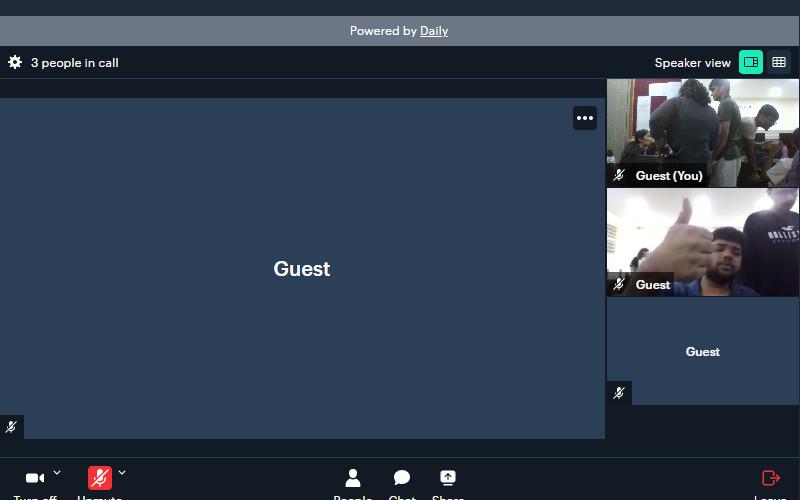 Powered by Daily
3 people in call
Speaker view
Guest (You)
Guest
Guest
Guest
Turn off
Unmute
People
Chat
Share
Leave